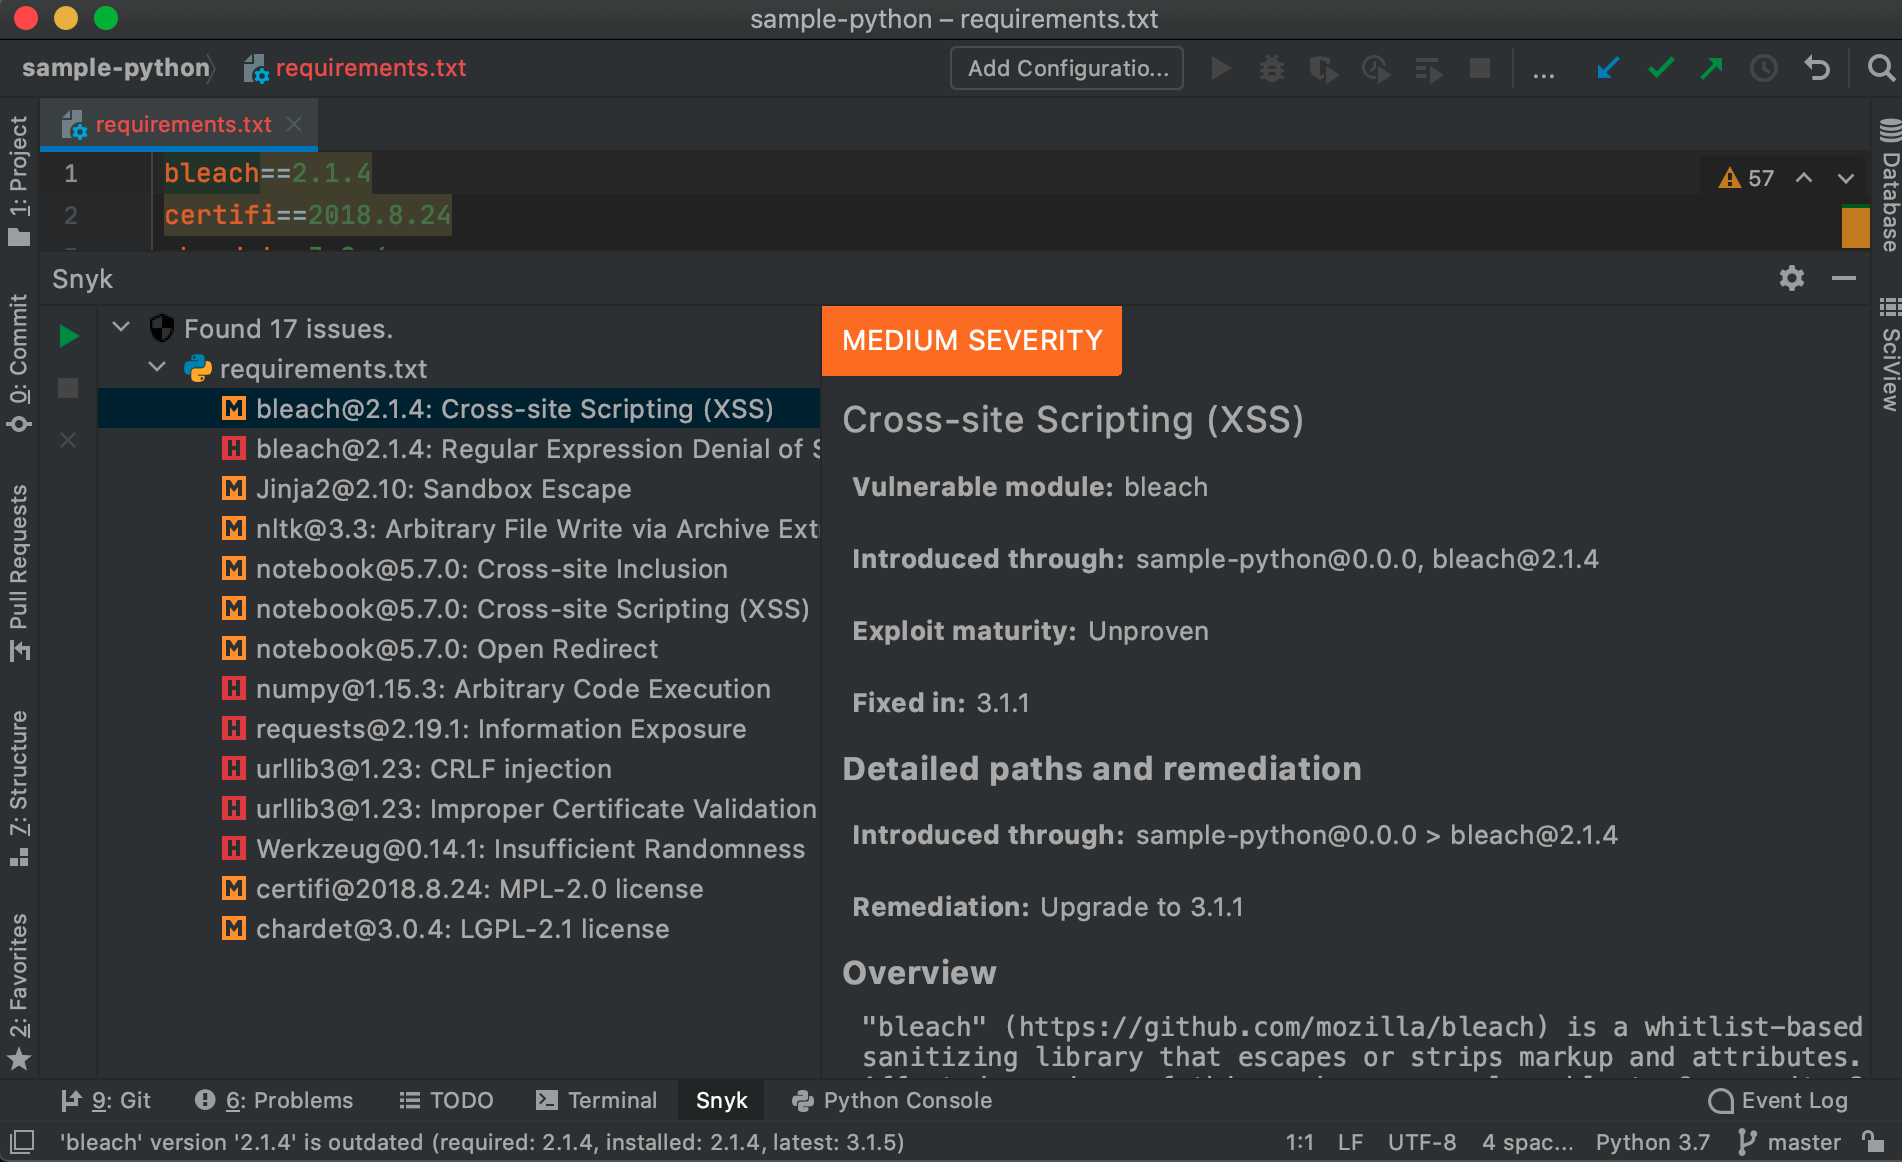 sample-python – requirements.txt
sample-python
requirements.txt
Add Configuratio...
...
requirements.txt
1: Project
0: Commit
Pull Requests
7: Structure
2: Favorites
Database
SciView
1 bleach==2.1.4
2 certifi==2018.8.24
57
Snyk
Found 17 issues.
requirements.txt
M bleach@2.1.4: Cross-site Scripting (XSS)
H bleach@2.1.4: Regular Expression Denial of S
M Jinja2@2.10: Sandbox Escape
M nltk@3.3: Arbitrary File Write via Archive Ext
M notebook@5.7.0: Cross-site Inclusion
M notebook@5.7.0: Cross-site Scripting (XSS)
M notebook@5.7.0: Open Redirect
H numpy@1.15.3: Arbitrary Code Execution
H requests@2.19.1: Information Exposure
H urllib3@1.23: CRLF injection
H urllib3@1.23: Improper Certificate Validation
H Werkzeug@0.14.1: Insufficient Randomness
M certifi@2018.8.24: MPL-2.0 license
M chardet@3.0.4: LGPL-2.1 license
MEDIUM SEVERITY
Cross-site Scripting (XSS)
Vulnerable module: bleach
Introduced through: sample-python@0.0.0, bleach@2.1.4
Exploit maturity: Unproven
Fixed in: 3.1.1
Detailed paths and remediation
Introduced through: sample-python@0.0.0 > bleach@2.1.4
Remediation: Upgrade to 3.1.1
Overview
"bleach" (https://github.com/mozilla/bleach) is a whitlist-based
sanitizing library that escapes or strips markup and attributes.
9: Git
6: Problems
TODO
Terminal
Snyk
Python Console
Event Log
'bleach' version '2.1.4' is outdated (required: 2.1.4, installed: 2.1.4, latest: 3.1.5)
1:1
LF
UTF-8
4 spac...
Python 3.7
master